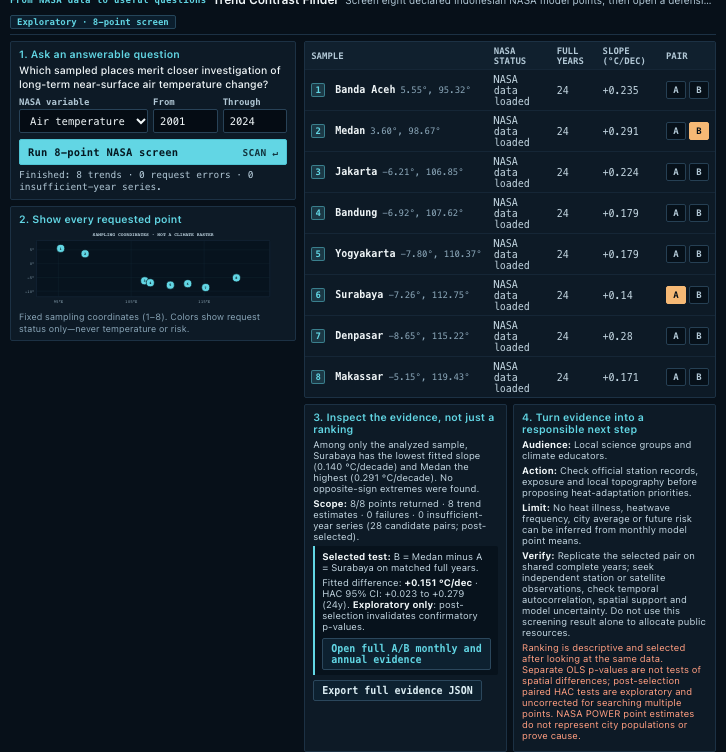 From NASA data to useful questions Trend Contrast Finder Screen eight declared Indonesian NASA model points, then open a defensi...
Exploratory · 8-point screen
1. Ask an answerable question
Which sampled places merit closer investigation of
long-term near-surface air temperature change?
NASA variable From Through
Air temperature 2001 2024
Run 8-point NASA screen SCAN ↵
Finished: 8 trends · 0 request errors · 0
insufficient-year series.
2. Show every requested point
SAMPLING COORDINATES · NOT A CLIMATE RASTER
Fixed sampling coordinates (1–8). Colors show request
status only—never temperature or risk.
SAMPLE NASA STATUS FULL YEARS SLOPE (°C/DEC) PAIR
1 Banda Aceh 5.55°, 95.32° NASA data loaded 24 +0.235 A B
2 Medan 3.60°, 98.67° NASA data loaded 24 +0.291 A B
3 Jakarta −6.21°, 106.85° NASA data loaded 24 +0.224 A B
4 Bandung −6.92°, 107.62° NASA data loaded 24 +0.179 A B
5 Yogyakarta −7.80°, 110.37° NASA data loaded 24 +0.179 A B
6 Surabaya −7.26°, 112.75° NASA data loaded 24 +0.14 A B
7 Denpasar −8.65°, 115.22° NASA data loaded 24 +0.28 A B
8 Makassar −5.15°, 119.43° NASA data loaded 24 +0.171 A B
3. Inspect the evidence, not just a
ranking
Among only the analyzed sample,
Surabaya has the lowest fitted slope
(0.140 °C/decade) and Medan the
highest (0.291 °C/decade). No
opposite-sign extremes were found.
Scope: 8/8 points returned · 8 trend
estimates · 0 failures · 0 insufficient-
year series (28 candidate pairs; post-
selected).
Selected test: B = Medan minus A
= Surabaya on matched full years.
Fitted difference: +0.151 °C/dec ·
HAC 95% CI: +0.023 to +0.279
(24y). Exploratory only: post-
selection invalidates confirmatory
p-values.
Open full A/B monthly and
annual evidence
Export full evidence JSON
4. Turn evidence into a
responsible next step
Audience: Local science groups and
climate educators.
Action: Check official station records,
exposure and local topography before
proposing heat-adaptation priorities.
Limit: No heat illness, heatwave
frequency, city average or future risk
can be inferred from monthly model
point means.
Verify: Replicate the selected pair on
shared complete years; seek
independent station or satellite
observations, check temporal
autocorrelation, spatial support and
model uncertainty. Do not use this
screening result alone to allocate public
resources.
Ranking is descriptive and selected
after looking at the same data.
Separate OLS p-values are not tests of
spatial differences; post-selection
paired HAC tests are exploratory and
uncorrected for searching multiple
points. NASA POWER point estimates
do not represent city populations or
prove cause.